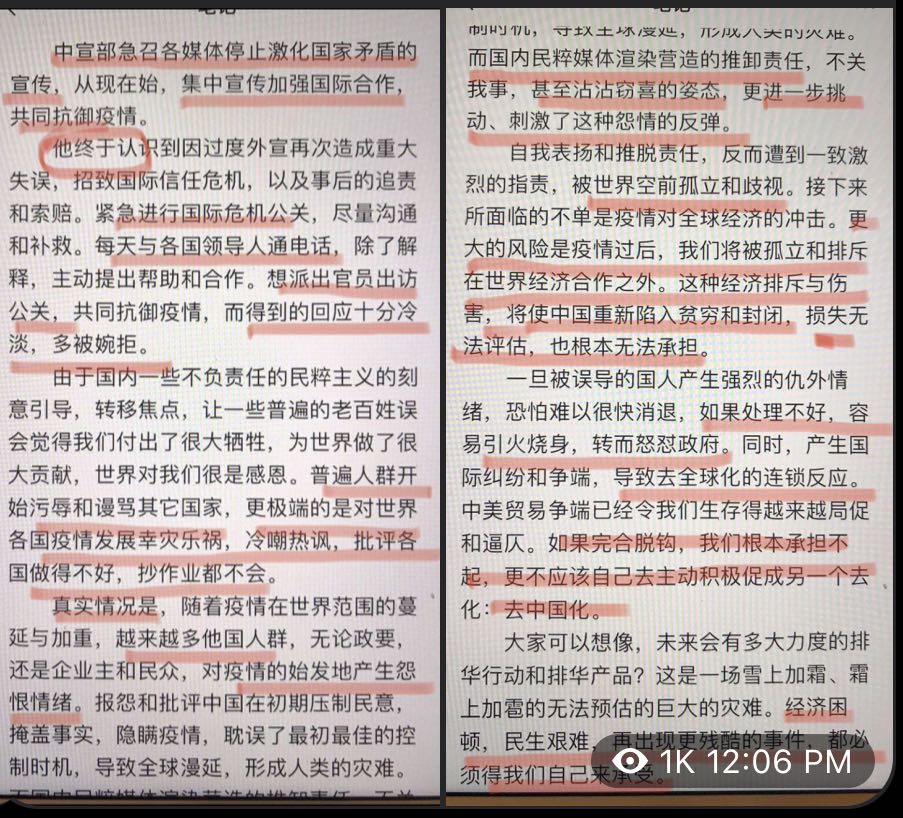 笔记
中宣部急召各媒体停止激化国家矛盾的
宣传，从现在始，集中宣传加强国际合作，
共同抗御疫情。
他终于认识到因过度外宣再次造成重大
失误，招致国际信任危机，以及事后的追责
和索赔。紧急进行国际危机公关，尽量沟通
和补救。每天与各国领导人通电话，除了解
释，主动提出帮助和合作。想派出官员出访
公关，共同抗御疫情，而得到的回应十分冷
淡，多被婉拒。
由于国内一些不负责任的民粹主义的刻
意引导，转移焦点，让一些普遍的老百姓误
会觉得我们付出了很大牺牲，为世界做了很
大贡献，世界对我们很是感恩。普遍人群开
始污辱和谩骂其它国家，更极端的是对世界
各国疫情发展幸灾乐祸，冷嘲热讽，批评各
国做得不好，抄作业都不会。
真实情况是，随着疫情在世界范围的蔓
延与加重，越来越多他国人群，无论政要，
还是企业主和民众，对疫情的始发地产生怨
恨情绪。报怨和批评中国在初期压制民意，
掩盖事实，隐瞒疫情，耽误了最初最佳的控
制时机，导致全球漫延，形成人类的灾难。
而国内民粹媒体渲染营造的推卸责任，不关
笔记
制时机，导致全球漫延，形成人类的灾难。
而国内民粹媒体渲染营造的推卸责任，不关
我事，甚至沾沾窃喜的姿态，更进一步挑
动、刺激了这种怨情的反弹。
自我表扬和推脱责任，反而遭到一致激
烈的指责，被世界空前孤立和歧视。接下来
所面临的不单是疫情对全球经济的冲击。更
大的风险是疫情过后，我们将被孤立和排斥
在世界经济合作之外。这种经济排斥与伤
害，将使中国重新陷入贫穷和封闭，损失无
法评估，也根本无法承担。
一旦被误导的国人产生强烈的仇外情
绪，恐怕难以很快消退，如果处理不好，容
易引火烧身，转而怒怼政府。同时，产生国
际纠纷和争端，导致去全球化的连锁反应。
中美贸易争端已经令我们生存得越来越局促
和逼仄。如果完合脱钩，我们根本承担不
起，更不应该自己去主动积极促成另一个去
化：去中国化。
大家可以想像，未来会有多大力度的排
华行动和排华产品？这是一场雪上加霜、霜
上加雹的无法预估的巨大的灾难。经济困
顿，民生艰难，再出现更残酷的事件，都必
须得我们自己来承受。
1K 12:06 PM